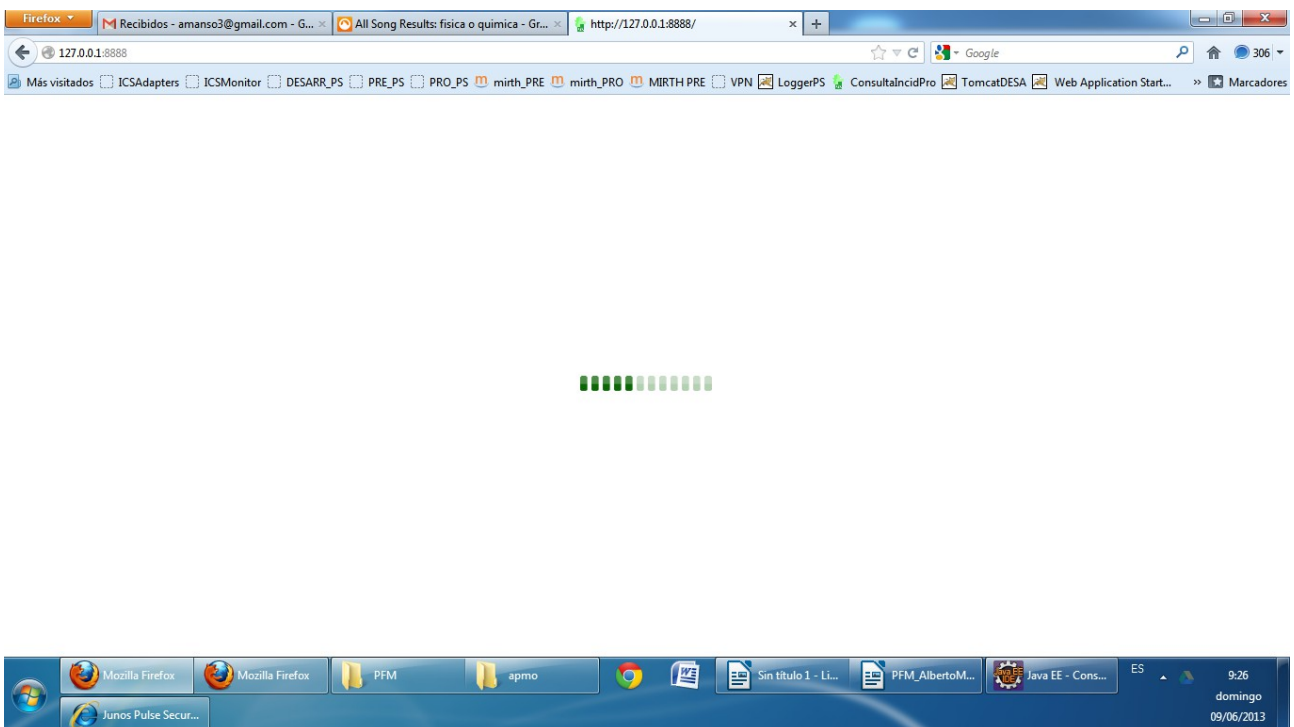 Firefox
Recibidos - amanso3@gmail.com - G...
All Song Results: fisica o quimica - Gr...
http://127.0.0.1:8888/
127.0.0.1:8888
Google
306
Más visitados
ICSAdapters
ICSMonitor
DESARR_PS
PRE_PS
PRO_PS
mirth_PRE
mirth_PRO
MIRTH PRE
VPN
LoggerPS
ConsultaIncidPro
TomcatDESA
Web Application Start...
»
Marcadores
Mozilla Firefox
Mozilla Firefox
PFM
apmo
Sin título 1 - Li...
PFM_AlbertoM...
Java EE - Cons...
ES
9:26
domingo
09/06/2013
Junos Pulse Secur...